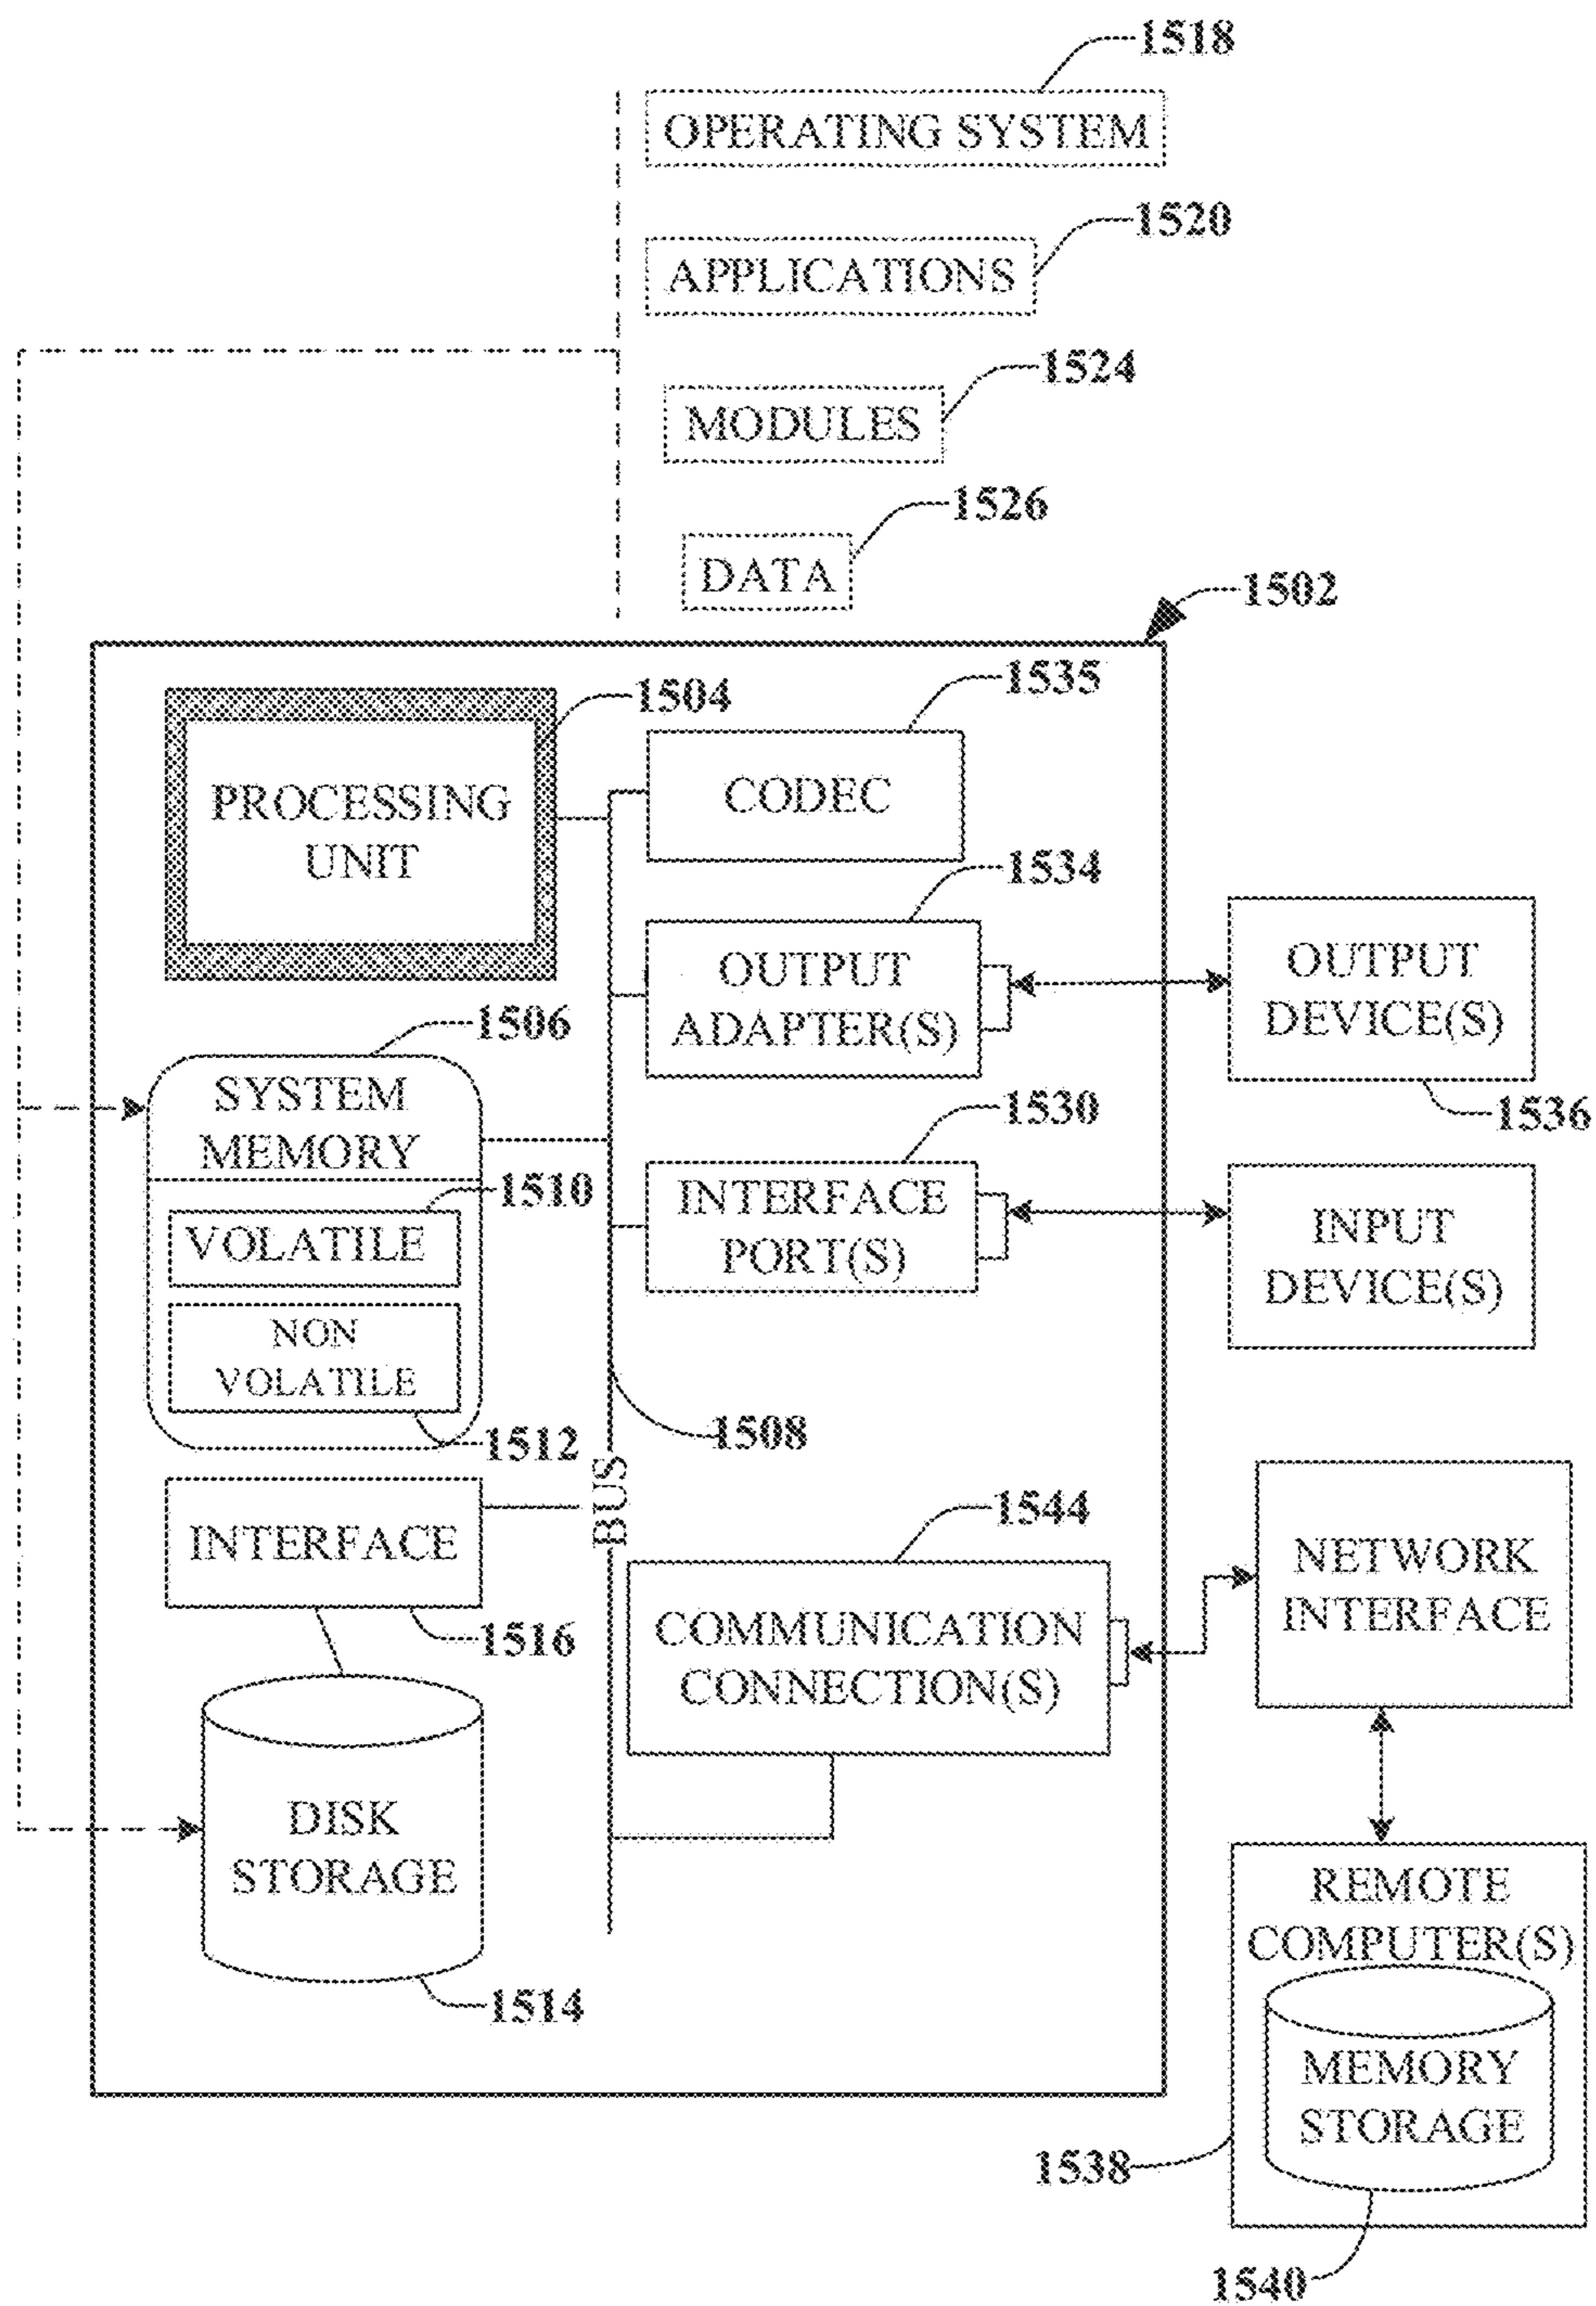 1518
OPERATING SYSTEM
1520
APPLICATIONS
1524
MODULES
1526
DATA
1502
1504
PROCESSING
UNIT
1535
CODEC
1534
OUTPUT
ADAPTER(S)
OUTPUT
DEVICE(S)
1536
1506
SYSTEM
MEMORY
1510
VOLATILE
NON
VOLATILE
1512
1530
INTERFACE
PORT(S)
INPUT
DEVICE(S)
1508
BUS
INTERFACE
1516
1544
COMMUNICATION
CONNECTION(S)
NETWORK
INTERFACE
DISK
STORAGE
1514
REMOTE
COMPUTER(S)
MEMORY
STORAGE
1538
1540